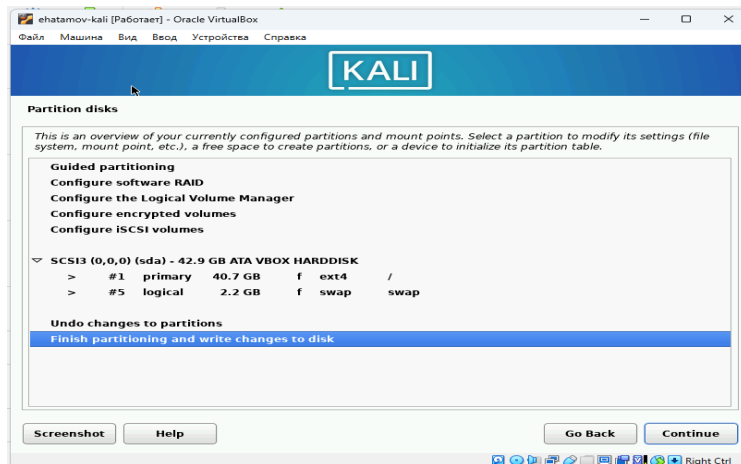 ehatamov-kali [Работает] - Oracle VirtualBox
Файл Машина Вид Ввод Устройства Справка
KALI
Partition disks
This is an overview of your currently configured partitions and mount points. Select a partition to modify its settings (file
system, mount point, etc.), a free space to create partitions, or a device to initialize its partition table.
Guided partitioning
Configure software RAID
Configure the Logical Volume Manager
Configure encrypted volumes
Configure iSCSI volumes
SCSI3 (0,0,0) (sda) - 42.9 GB ATA VBOX HARDDISK
> #1 primary 40.7 GB f ext4 /
> #5 logical 2.2 GB f swap swap
Undo changes to partitions
Finish partitioning and write changes to disk
Screenshot Help Go Back Continue
Right Ctrl